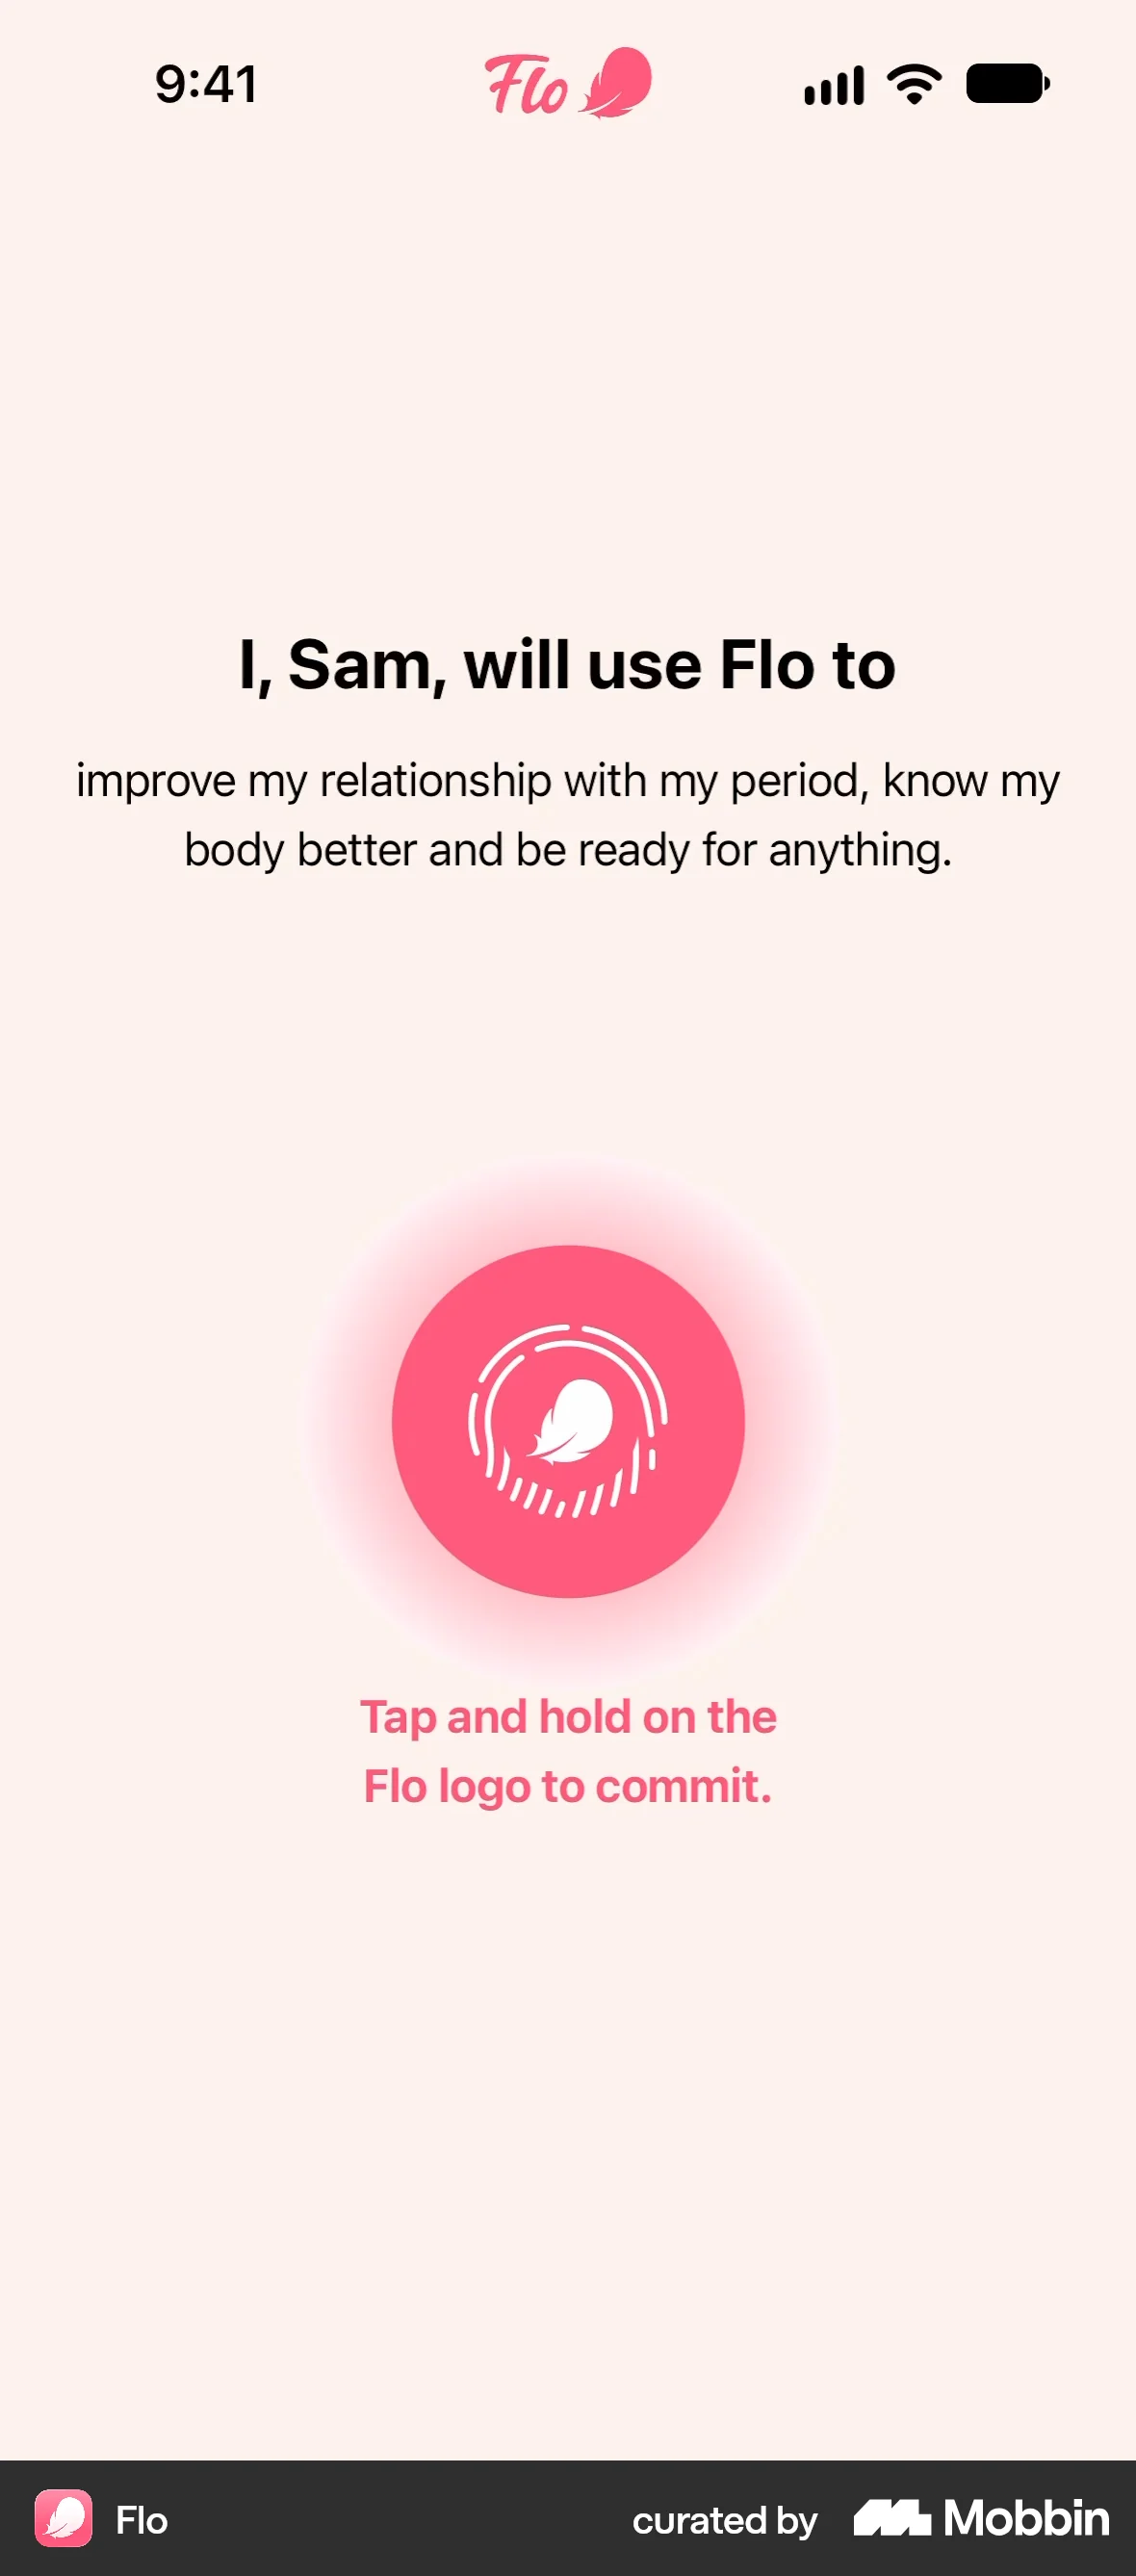 9:41
Flo
I, Sam, will use Flo to
improve my relationship with my period, know my
body better and be ready for anything.
Tap and hold on the
Flo logo to commit.
Flo
curated by Mobbin